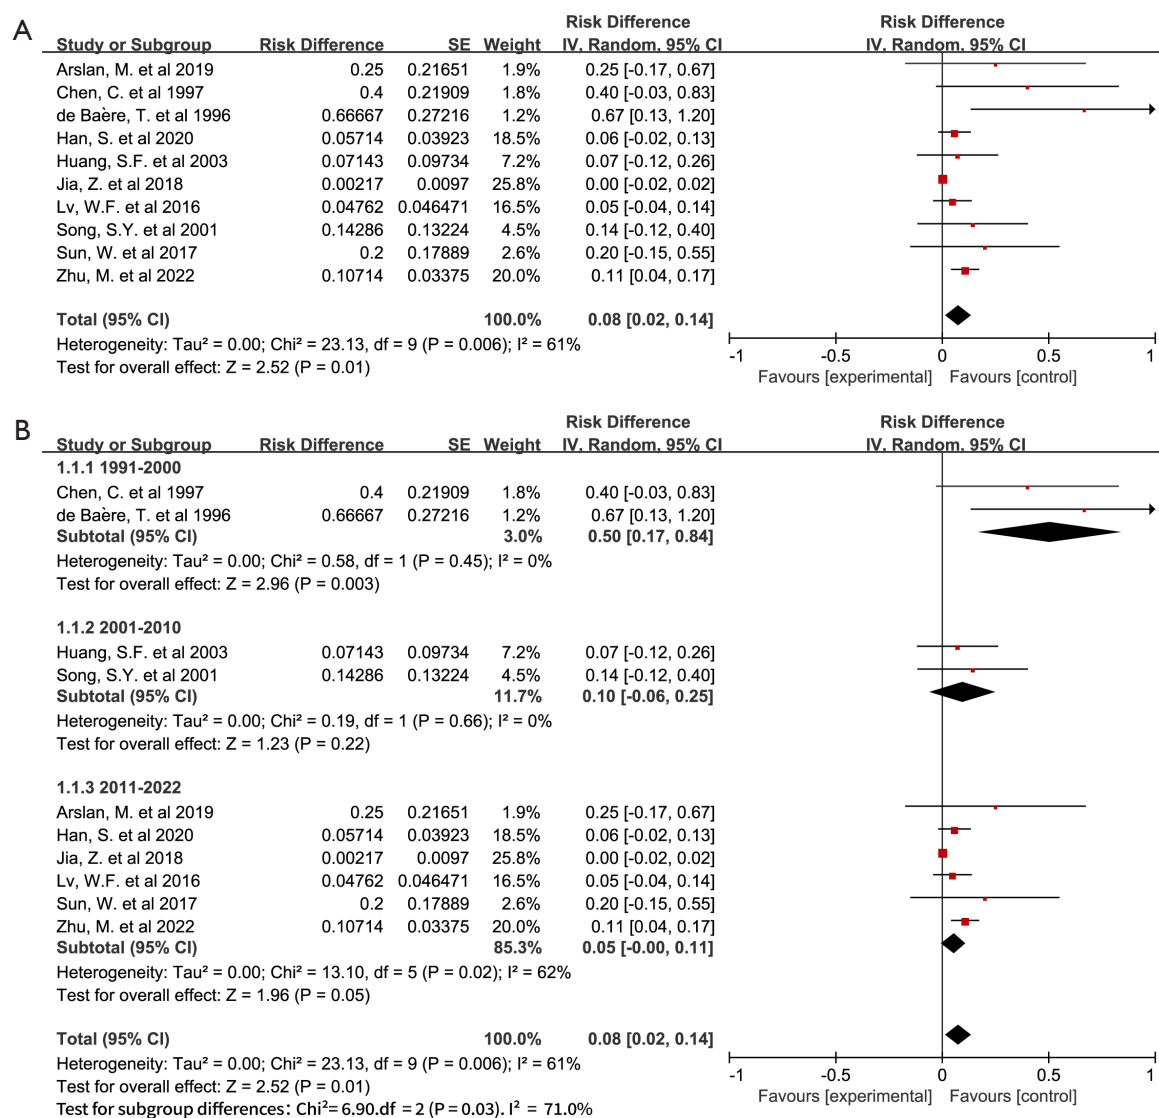 A
Risk Difference Risk Difference
Study or Subgroup Risk Difference SE Weight IV, Random, 95% CI IV, Random, 95% CI
Arslan, M. et al 2019 0.25 0.21651 1.9% 0.25 [-0.17, 0.67]
Chen, C. et al 1997 0.4 0.21909 1.8% 0.40 [-0.03, 0.83]
de Baère, T. et al 1996 0.66667 0.27216 1.2% 0.67 [0.13, 1.20]
Han, S. et al 2020 0.05714 0.03923 18.5% 0.06 [-0.02, 0.13]
Huang, S.F. et al 2003 0.07143 0.09734 7.2% 0.07 [-0.12, 0.26]
Jia, Z. et al 2018 0.00217 0.0097 25.8% 0.00 [-0.02, 0.02]
Lv, W.F. et al 2016 0.04762 0.046471 16.5% 0.05 [-0.04, 0.14]
Song, S.Y. et al 2001 0.14286 0.13224 4.5% 0.14 [-0.12, 0.40]
Sun, W. et al 2017 0.2 0.17889 2.6% 0.20 [-0.15, 0.55]
Zhu, M. et al 2022 0.10714 0.03375 20.0% 0.11 [0.04, 0.17]
Total (95% CI) 100.0% 0.08 [0.02, 0.14]
Heterogeneity: Tau² = 0.00; Chi² = 23.13, df = 9 (P = 0.006); I² = 61%
Test for overall effect: Z = 2.52 (P = 0.01)
-1 -0.5 0 0.5 1
Favours [experimental] Favours [control]
B
Risk Difference Risk Difference
Study or Subgroup Risk Difference SE Weight IV, Random, 95% CI IV, Random, 95% CI
1.1.1 1991-2000
Chen, C. et al 1997 0.4 0.21909 1.8% 0.40 [-0.03, 0.83]
de Baère, T. et al 1996 0.66667 0.27216 1.2% 0.67 [0.13, 1.20]
Subtotal (95% CI) 3.0% 0.50 [0.17, 0.84]
Heterogeneity: Tau² = 0.00; Chi² = 0.58, df = 1 (P = 0.45); I² = 0%
Test for overall effect: Z = 2.96 (P = 0.003)
1.1.2 2001-2010
Huang, S.F. et al 2003 0.07143 0.09734 7.2% 0.07 [-0.12, 0.26]
Song, S.Y. et al 2001 0.14286 0.13224 4.5% 0.14 [-0.12, 0.40]
Subtotal (95% CI) 11.7% 0.10 [-0.06, 0.25]
Heterogeneity: Tau² = 0.00; Chi² = 0.19, df = 1 (P = 0.66); I² = 0%
Test for overall effect: Z = 1.23 (P = 0.22)
1.1.3 2011-2022
Arslan, M. et al 2019 0.25 0.21651 1.9% 0.25 [-0.17, 0.67]
Han, S. et al 2020 0.05714 0.03923 18.5% 0.06 [-0.02, 0.13]
Jia, Z. et al 2018 0.00217 0.0097 25.8% 0.00 [-0.02, 0.02]
Lv, W.F. et al 2016 0.04762 0.046471 16.5% 0.05 [-0.04, 0.14]
Sun, W. et al 2017 0.2 0.17889 2.6% 0.20 [-0.15, 0.55]
Zhu, M. et al 2022 0.10714 0.03375 20.0% 0.11 [0.04, 0.17]
Subtotal (95% CI) 85.3% 0.05 [-0.00, 0.11]
Heterogeneity: Tau² = 0.00; Chi² = 13.10, df = 5 (P = 0.02); I² = 62%
Test for overall effect: Z = 1.96 (P = 0.05)
Total (95% CI) 100.0% 0.08 [0.02, 0.14]
Heterogeneity: Tau² = 0.00; Chi² = 23.13, df = 9 (P = 0.006); I² = 61%
Test for overall effect: Z = 2.52 (P = 0.01)
Test for subgroup differences: Chi²= 6.90.df = 2 (P = 0.03). I² = 71.0%
-1 -0.5 0 0.5 1
Favours [experimental] Favours [control]